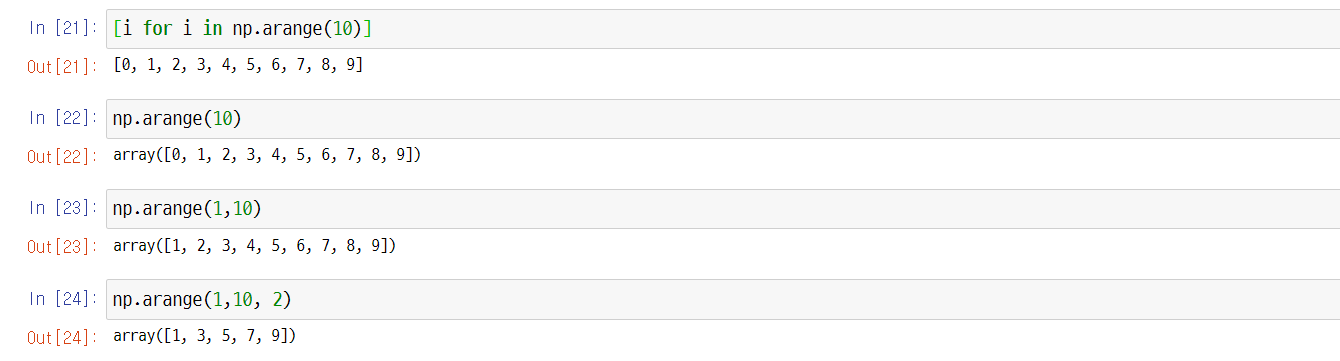 In [21]: [i for i in np.arange(10)]
Out[21]: [0, 1, 2, 3, 4, 5, 6, 7, 8, 9]
In [22]: np.arange(10)
Out[22]: array([0, 1, 2, 3, 4, 5, 6, 7, 8, 9])
In [23]: np.arange(1,10)
Out[23]: array([1, 2, 3, 4, 5, 6, 7, 8, 9])
In [24]: np.arange(1,10, 2)
Out[24]: array([1, 3, 5, 7, 9])